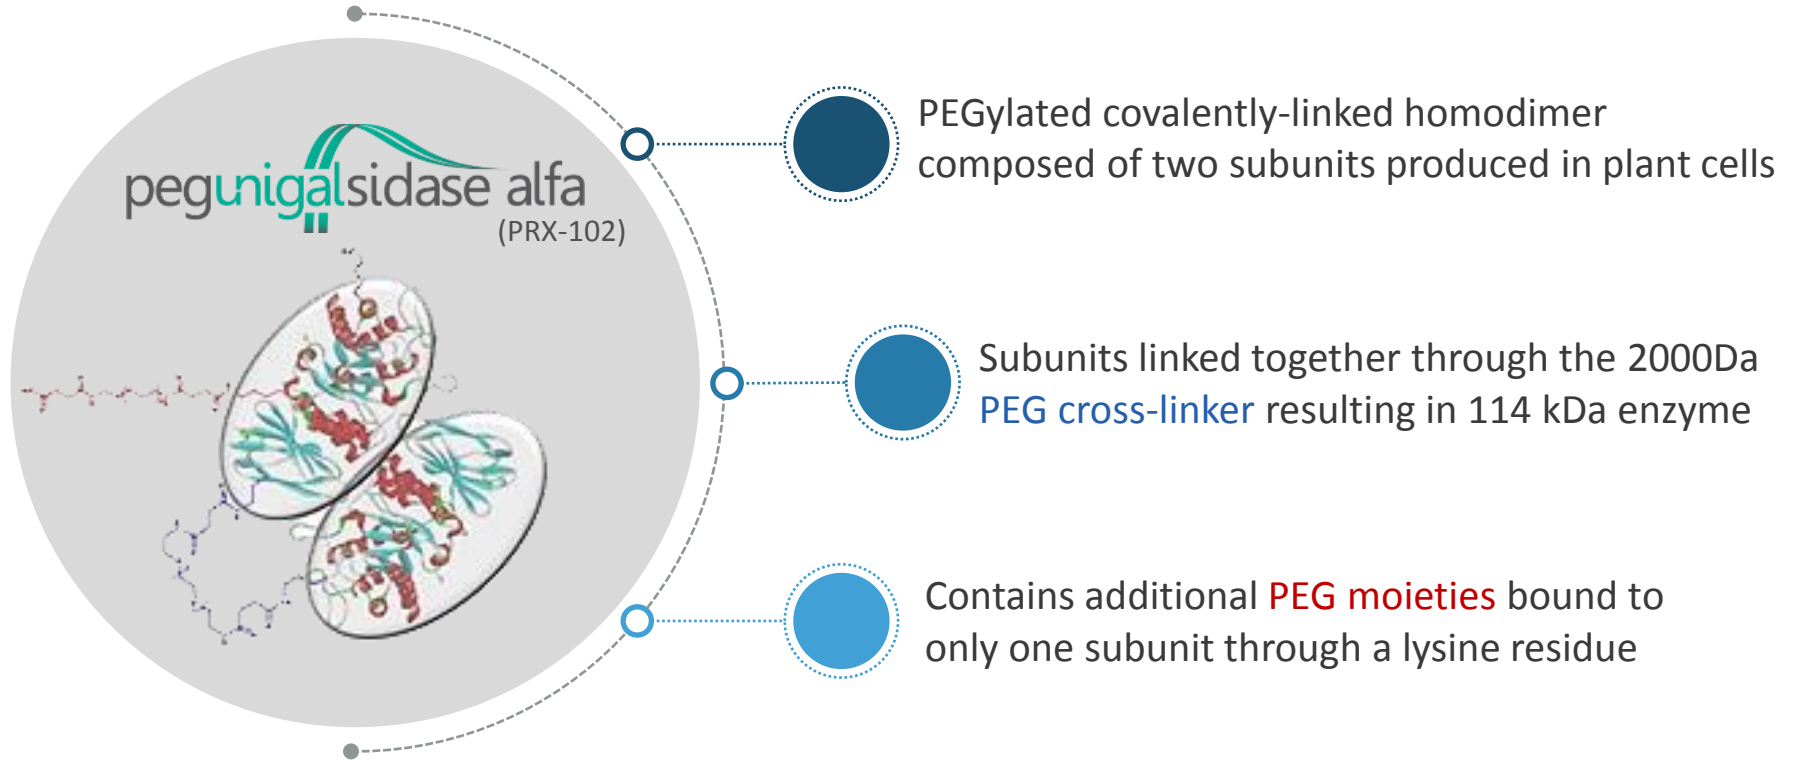 pegunigalsidase alfa
(PRX-102)
PEGylated covalently-linked homodimer
composed of two subunits produced in plant cells
Subunits linked together through the 2000Da
PEG cross-linker resulting in 114 kDa enzyme
Contains additional PEG moieties bound to
only one subunit through a lysine residue